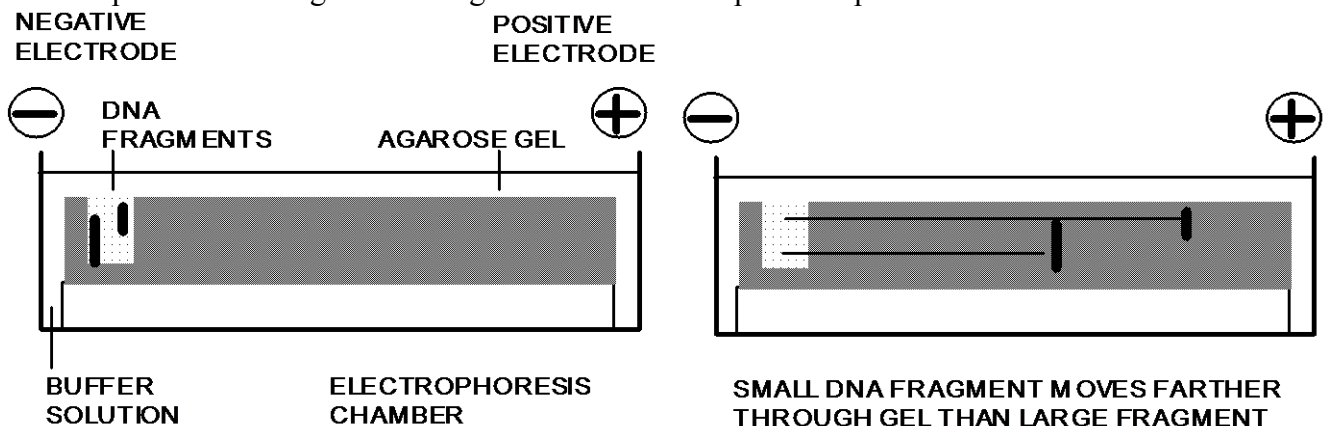 NEGATIVE
ELECTRODE
POSITIVE
ELECTRODE
DNA
FRAGMENTS
AGAROSE GEL
BUFFER
SOLUTION
ELECTROPHORESIS
CHAMBER
SMALL DNA FRAGMENT MOVES FARTHER
THROUGH GEL THAN LARGE FRAGMENT